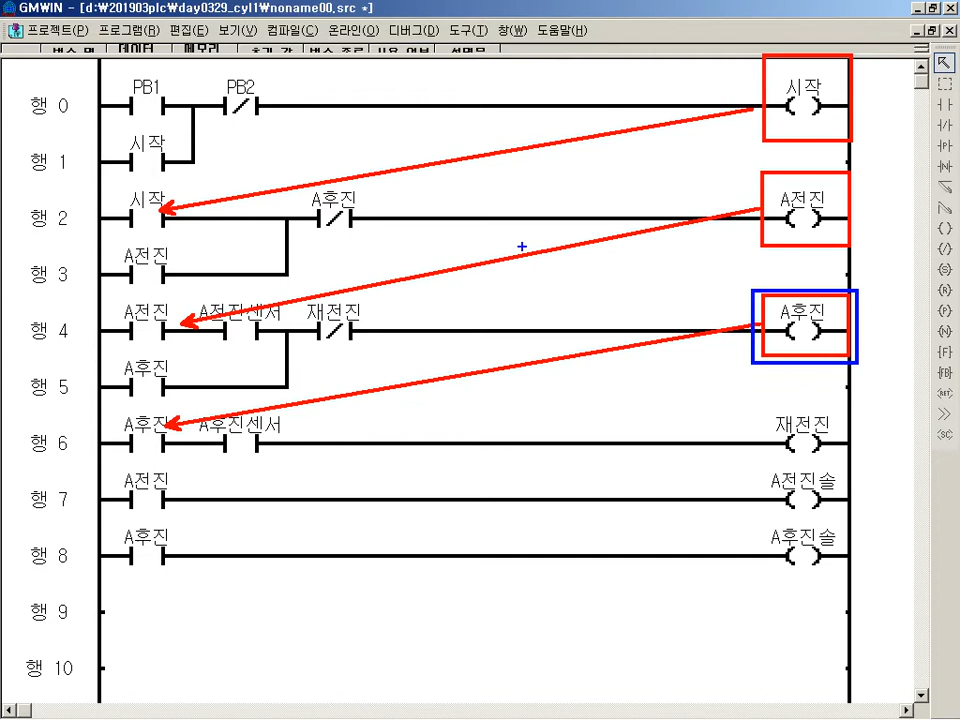 GMWIN - [d:\201903plc\day0329_cyl1\noname00.src *]
프로젝트(P) 프로그램(B) 편집(E) 보기(V) 컴파일(C) 온라인(O) 디버그(D) 도구(T) 창(W) 도움말(H)
PB1 PB2 시작
행 0
시작
행 1
시작 A후진 A전진
행 2
A전진
행 3
A전진 A전진센서 재전진 A후진
행 4
A후진
행 5
A후진 A후진센서 재전진
행 6
A전진 A전진솔
행 7
A후진 A후진솔
행 8
행 9
행 10